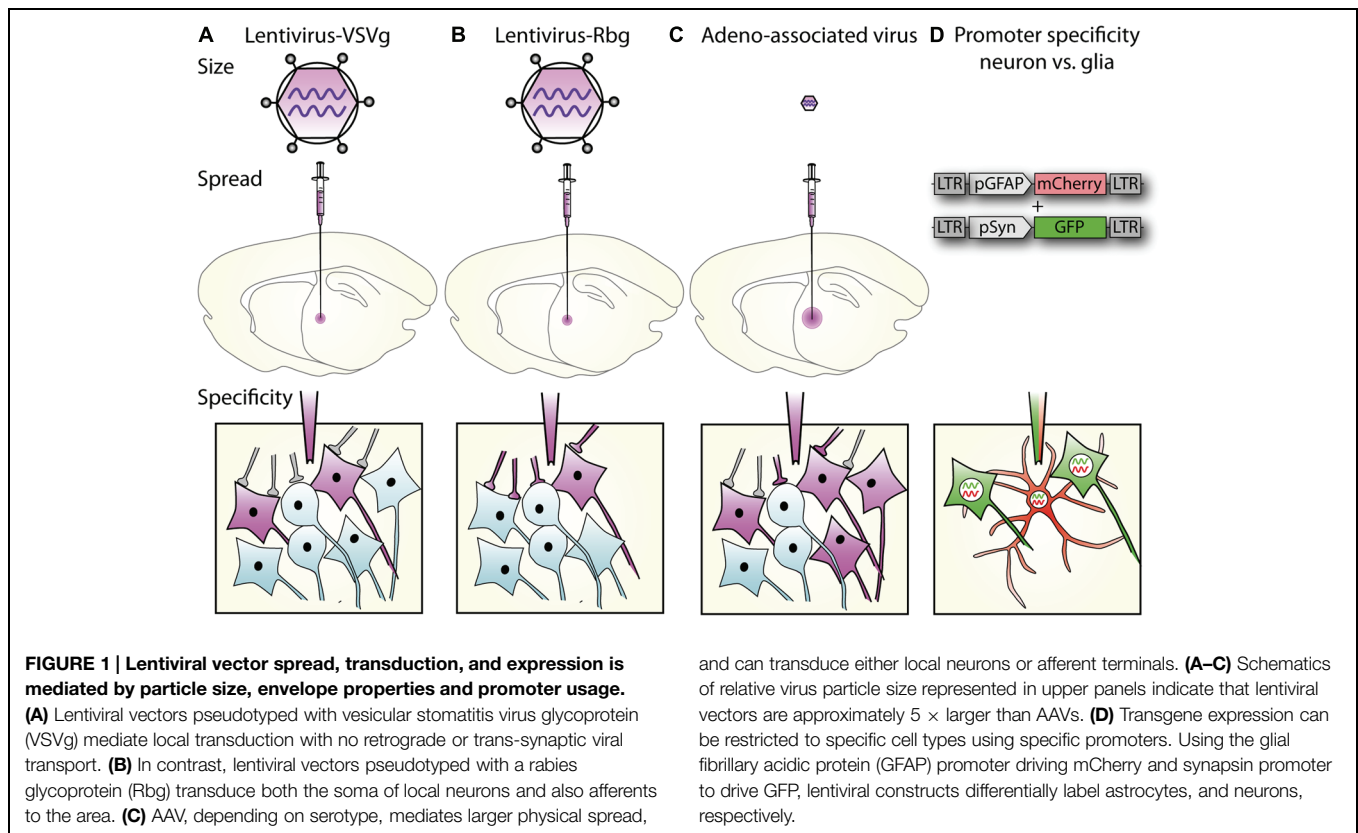 A Lentivirus-VSVg
B Lentivirus-Rbg
C Adeno-associated virus
D Promoter specificity
neuron vs. glia
Size
Spread
LTR pGFAP mCherry LTR
+
LTR pSyn GFP LTR
Specificity
FIGURE 1 | Lentiviral vector spread, transduction, and expression is
mediated by particle size, envelope properties and promoter usage.
(A) Lentiviral vectors pseudotyped with vesicular stomatitis virus glycoprotein
(VSVg) mediate local transduction with no retrograde or trans-synaptic viral
transport. (B) In contrast, lentiviral vectors pseudotyped with a rabies
glycoprotein (Rbg) transduce both the soma of local neurons and also afferents
to the area. (C) AAV, depending on serotype, mediates larger physical spread,
and can transduce either local neurons or afferent terminals. (A–C) Schematics
of relative virus particle size represented in upper panels indicate that lentiviral
vectors are approximately 5 × larger than AAVs. (D) Transgene expression can
be restricted to specific cell types using specific promoters. Using the glial
fibrillary acidic protein (GFAP) promoter driving mCherry and synapsin promoter
to drive GFP, lentiviral constructs differentially label astrocytes, and neurons,
respectively.